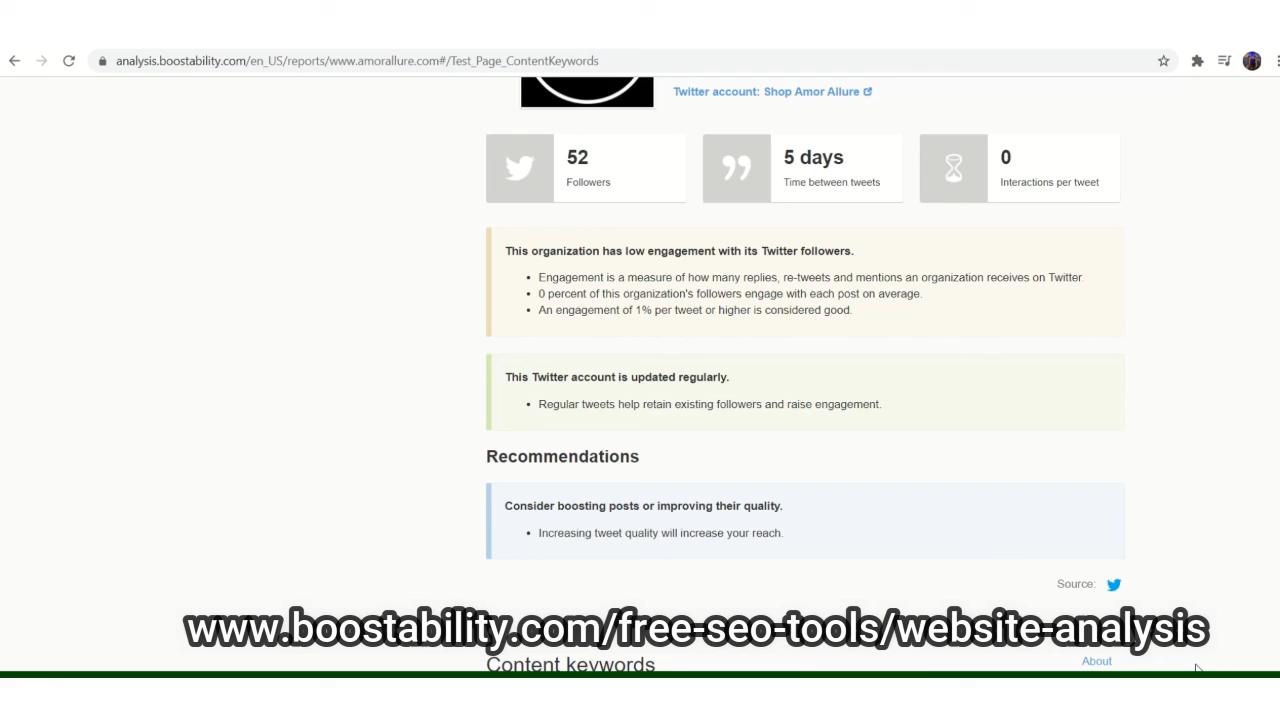 analysis.boostability.com/en_US/reports/www.amorallure.com#/Test_Page_ContentKeywords
Twitter account: Shop Amor Allure
52
Followers
5 days
Time between tweets
0
Interactions per tweet
This organization has low engagement with its Twitter followers.
• Engagement is a measure of how many replies, re-tweets and mentions an organization receives on Twitter.
• 0 percent of this organization's followers engage with each post on average.
• An engagement of 1% per tweet or higher is considered good.
This Twitter account is updated regularly.
• Regular tweets help retain existing followers and raise engagement.
Recommendations
Consider boosting posts or improving their quality.
• Increasing tweet quality will increase your reach.
Source:
www.boostability.com/free-seo-tools/website-analysis
Content keywords
About